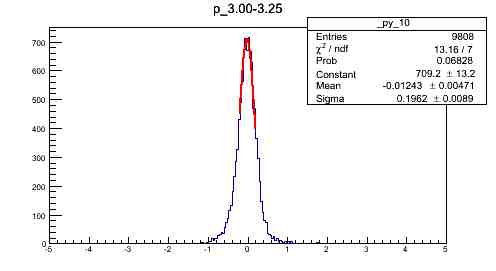 p_3.00-3.25
_py_10
Entries 9808
χ² / ndf 13.16 / 7
Prob 0.06828
Constant 709.2 ± 13.2
Mean -0.01243 ± 0.00471
Sigma 0.1962 ± 0.0089
700
600
500
400
300
200
100
0
-5 -4 -3 -2 -1 0 1 2 3 4 5